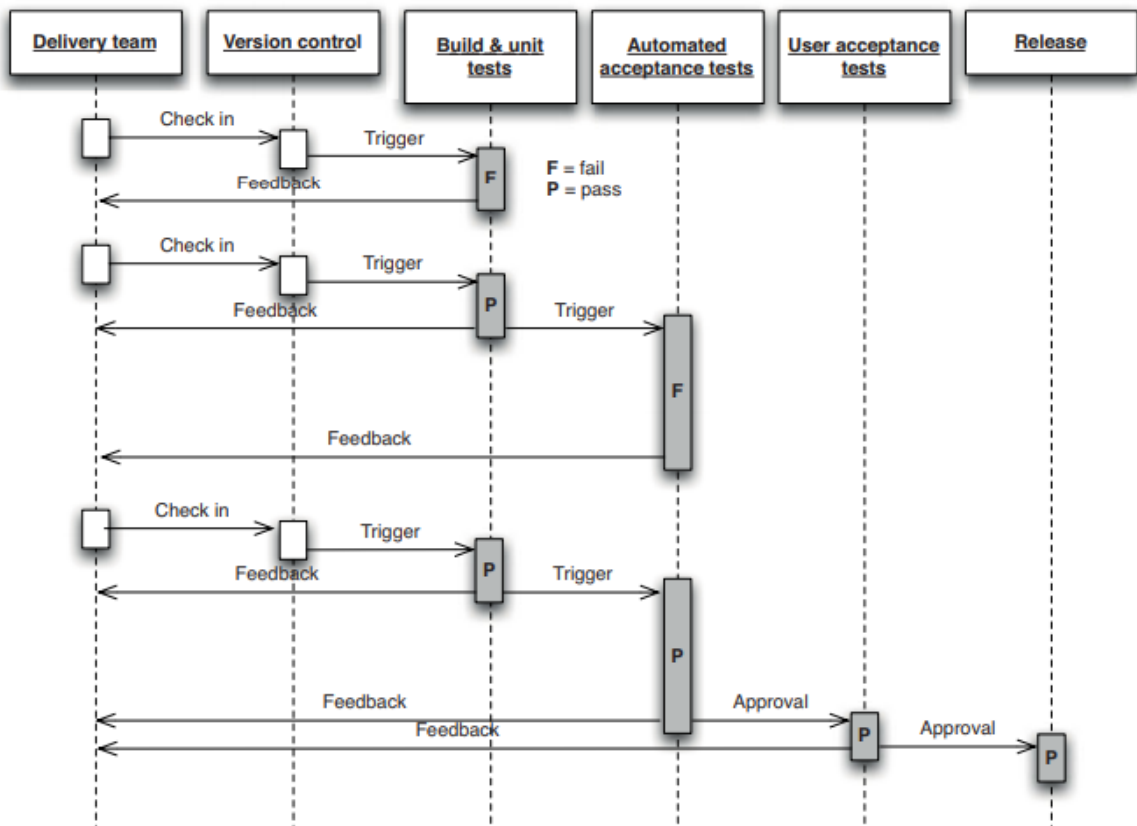 Delivery team
Version control
Build & unit
tests
Automated
acceptance tests
User acceptance
tests
Release
Check in
Trigger
F
F = fail
P = pass
Feedback
Check in
Trigger
P
Feedback
Trigger
F
Feedback
Check in
Trigger
P
Feedback
Trigger
P
Feedback
Approval
P
Feedback
Approval
P